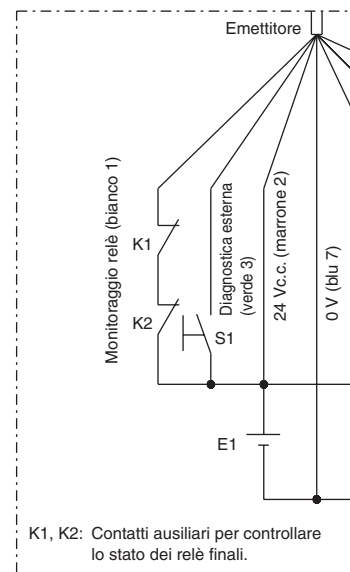 Emettitore
Monitoraggio relè (bianco 1)
Diagnostica esterna
(verde 3)
24 Vc.c. (marrone 2)
0 V (blu 7)
K1
K2
S1
E1
K1, K2: Contatti ausiliari per controllare
lo stato dei relè finali.